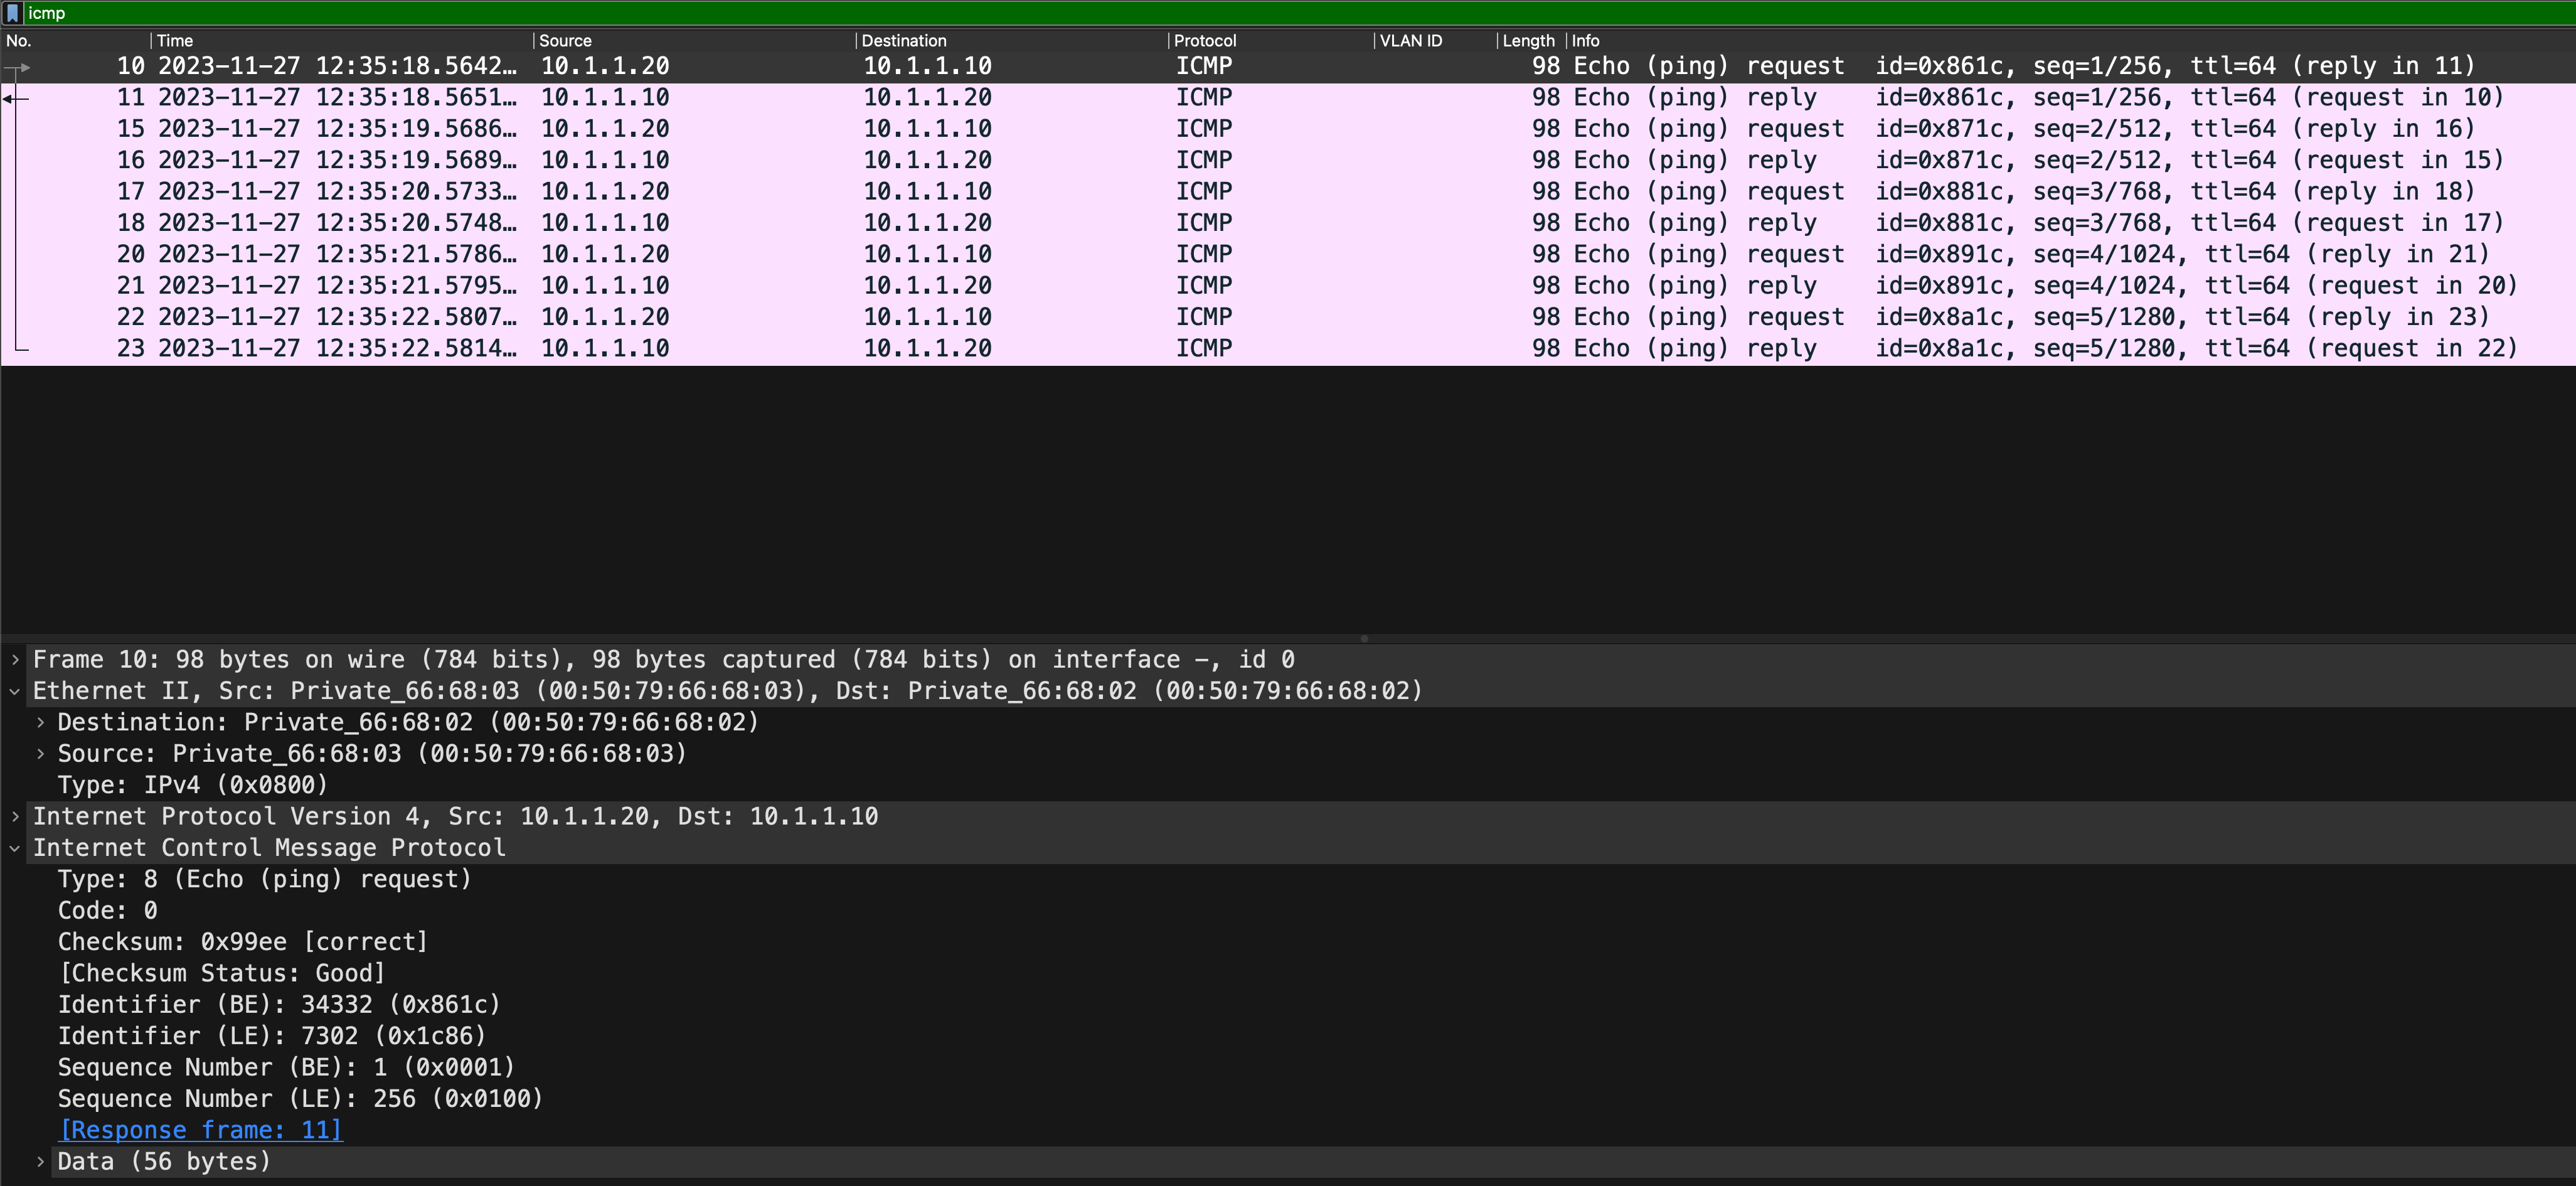 icmp
No. Time Source Destination Protocol VLAN ID Length Info
10 2023-11-27 12:35:18.5642… 10.1.1.20 10.1.1.10 ICMP 98 Echo (ping) request id=0x861c, seq=1/256, ttl=64 (reply in 11)
11 2023-11-27 12:35:18.5651… 10.1.1.10 10.1.1.20 ICMP 98 Echo (ping) reply id=0x861c, seq=1/256, ttl=64 (request in 10)
15 2023-11-27 12:35:19.5686… 10.1.1.20 10.1.1.10 ICMP 98 Echo (ping) request id=0x871c, seq=2/512, ttl=64 (reply in 16)
16 2023-11-27 12:35:19.5689… 10.1.1.10 10.1.1.20 ICMP 98 Echo (ping) reply id=0x871c, seq=2/512, ttl=64 (request in 15)
17 2023-11-27 12:35:20.5733… 10.1.1.20 10.1.1.10 ICMP 98 Echo (ping) request id=0x881c, seq=3/768, ttl=64 (reply in 18)
18 2023-11-27 12:35:20.5748… 10.1.1.10 10.1.1.20 ICMP 98 Echo (ping) reply id=0x881c, seq=3/768, ttl=64 (request in 17)
20 2023-11-27 12:35:21.5786… 10.1.1.20 10.1.1.10 ICMP 98 Echo (ping) request id=0x891c, seq=4/1024, ttl=64 (reply in 21)
21 2023-11-27 12:35:21.5795… 10.1.1.10 10.1.1.20 ICMP 98 Echo (ping) reply id=0x891c, seq=4/1024, ttl=64 (request in 20)
22 2023-11-27 12:35:22.5807… 10.1.1.20 10.1.1.10 ICMP 98 Echo (ping) request id=0x8a1c, seq=5/1280, ttl=64 (reply in 23)
23 2023-11-27 12:35:22.5814… 10.1.1.10 10.1.1.20 ICMP 98 Echo (ping) reply id=0x8a1c, seq=5/1280, ttl=64 (request in 22)
Frame 10: 98 bytes on wire (784 bits), 98 bytes captured (784 bits) on interface -, id 0
Ethernet II, Src: Private_66:68:03 (00:50:79:66:68:03), Dst: Private_66:68:02 (00:50:79:66:68:02)
Destination: Private_66:68:02 (00:50:79:66:68:02)
Source: Private_66:68:03 (00:50:79:66:68:03)
Type: IPv4 (0x0800)
Internet Protocol Version 4, Src: 10.1.1.20, Dst: 10.1.1.10
Internet Control Message Protocol
Type: 8 (Echo (ping) request)
Code: 0
Checksum: 0x99ee [correct]
[Checksum Status: Good]
Identifier (BE): 34332 (0x861c)
Identifier (LE): 7302 (0x1c86)
Sequence Number (BE): 1 (0x0001)
Sequence Number (LE): 256 (0x0100)
[Response frame: 11]
Data (56 bytes)